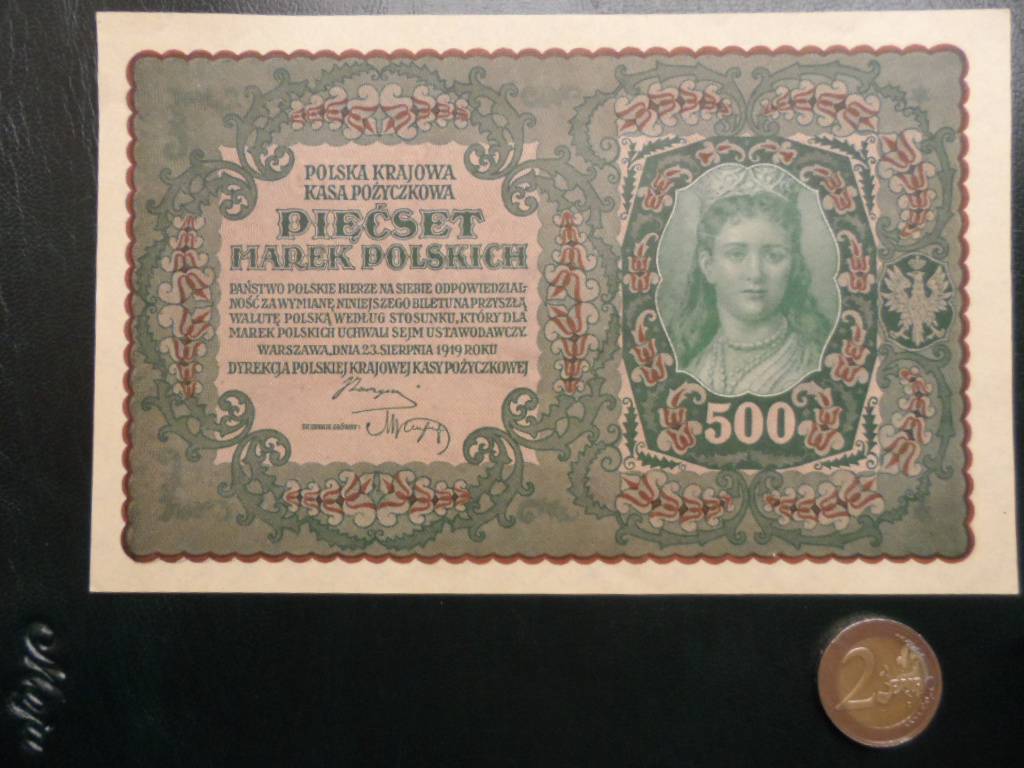 POLSKA KRAJOWA
KASA POŻYCZKOWA
PIĘĆSET
MAREK POLSKICH
PAŃSTWO POLSKIE BIERZE NA SIEBIE ODPOWIEDZIAL-
NOŚĆ ZA WYMIANĘ NINIEJSZEGO BILETU NA PRZYSZŁĄ
WALUTĘ POLSKĄ WEDŁUG STOSUNKU, KTÓRY DLA
MAREK POLSKICH UCHWALI SEJM USTAWODAWCZY.
WARSZAWA, DNIA 23. SIERPNIA 1919 ROKU
DYREKCJA POLSKIEJ KRAJOWEJ KASY POŻYCZKOWEJ
500
2